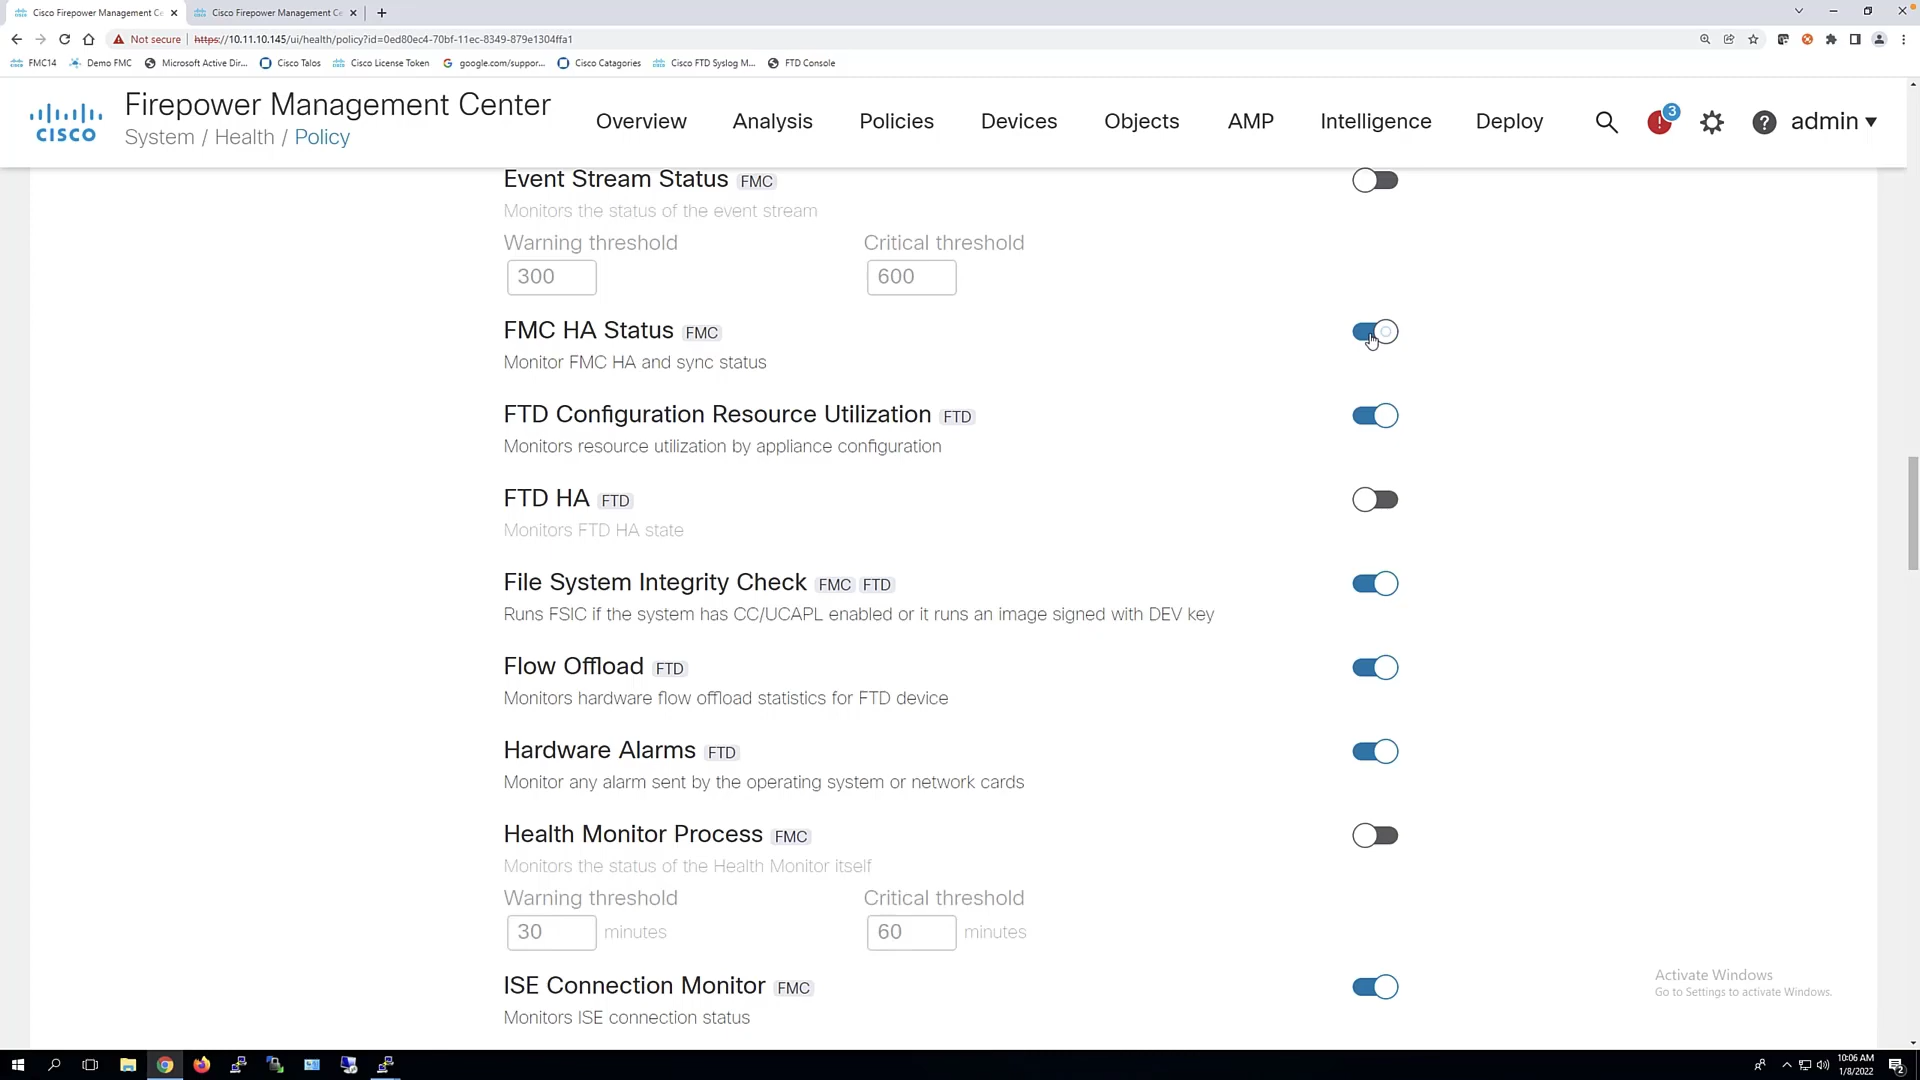 Cisco Firepower Management Ce
Cisco Firepower Management Ce
Not secure
https://10.11.10.145/ui/health/policy?id=0ed80ec4-70bf-11ec-8349-879e1304ffa1
FMC14
Demo FMC
Microsoft Active Dir...
Cisco Talos
Cisco License Token
google.com/suppor...
Cisco Catagories
Cisco FTD Syslog M...
FTD Console
CISCO
Firepower Management Center
System / Health / Policy
Overview
Analysis
Policies
Devices
Objects
AMP
Intelligence
Deploy
3
admin
Event Stream Status FMC
Monitors the status of the event stream
Warning threshold Critical threshold
300 600
FMC HA Status FMC
Monitor FMC HA and sync status
FTD Configuration Resource Utilization FTD
Monitors resource utilization by appliance configuration
FTD HA FTD
Monitors FTD HA state
File System Integrity Check FMC FTD
Runs FSIC if the system has CC/UCAPL enabled or it runs an image signed with DEV key
Flow Offload FTD
Monitors hardware flow offload statistics for FTD device
Hardware Alarms FTD
Monitor any alarm sent by the operating system or network cards
Health Monitor Process FMC
Monitors the status of the Health Monitor itself
Warning threshold Critical threshold
30 minutes 60 minutes
ISE Connection Monitor FMC
Monitors ISE connection status
Activate Windows
Go to Settings to activate Windows.
10:06 AM
1/8/2022
2